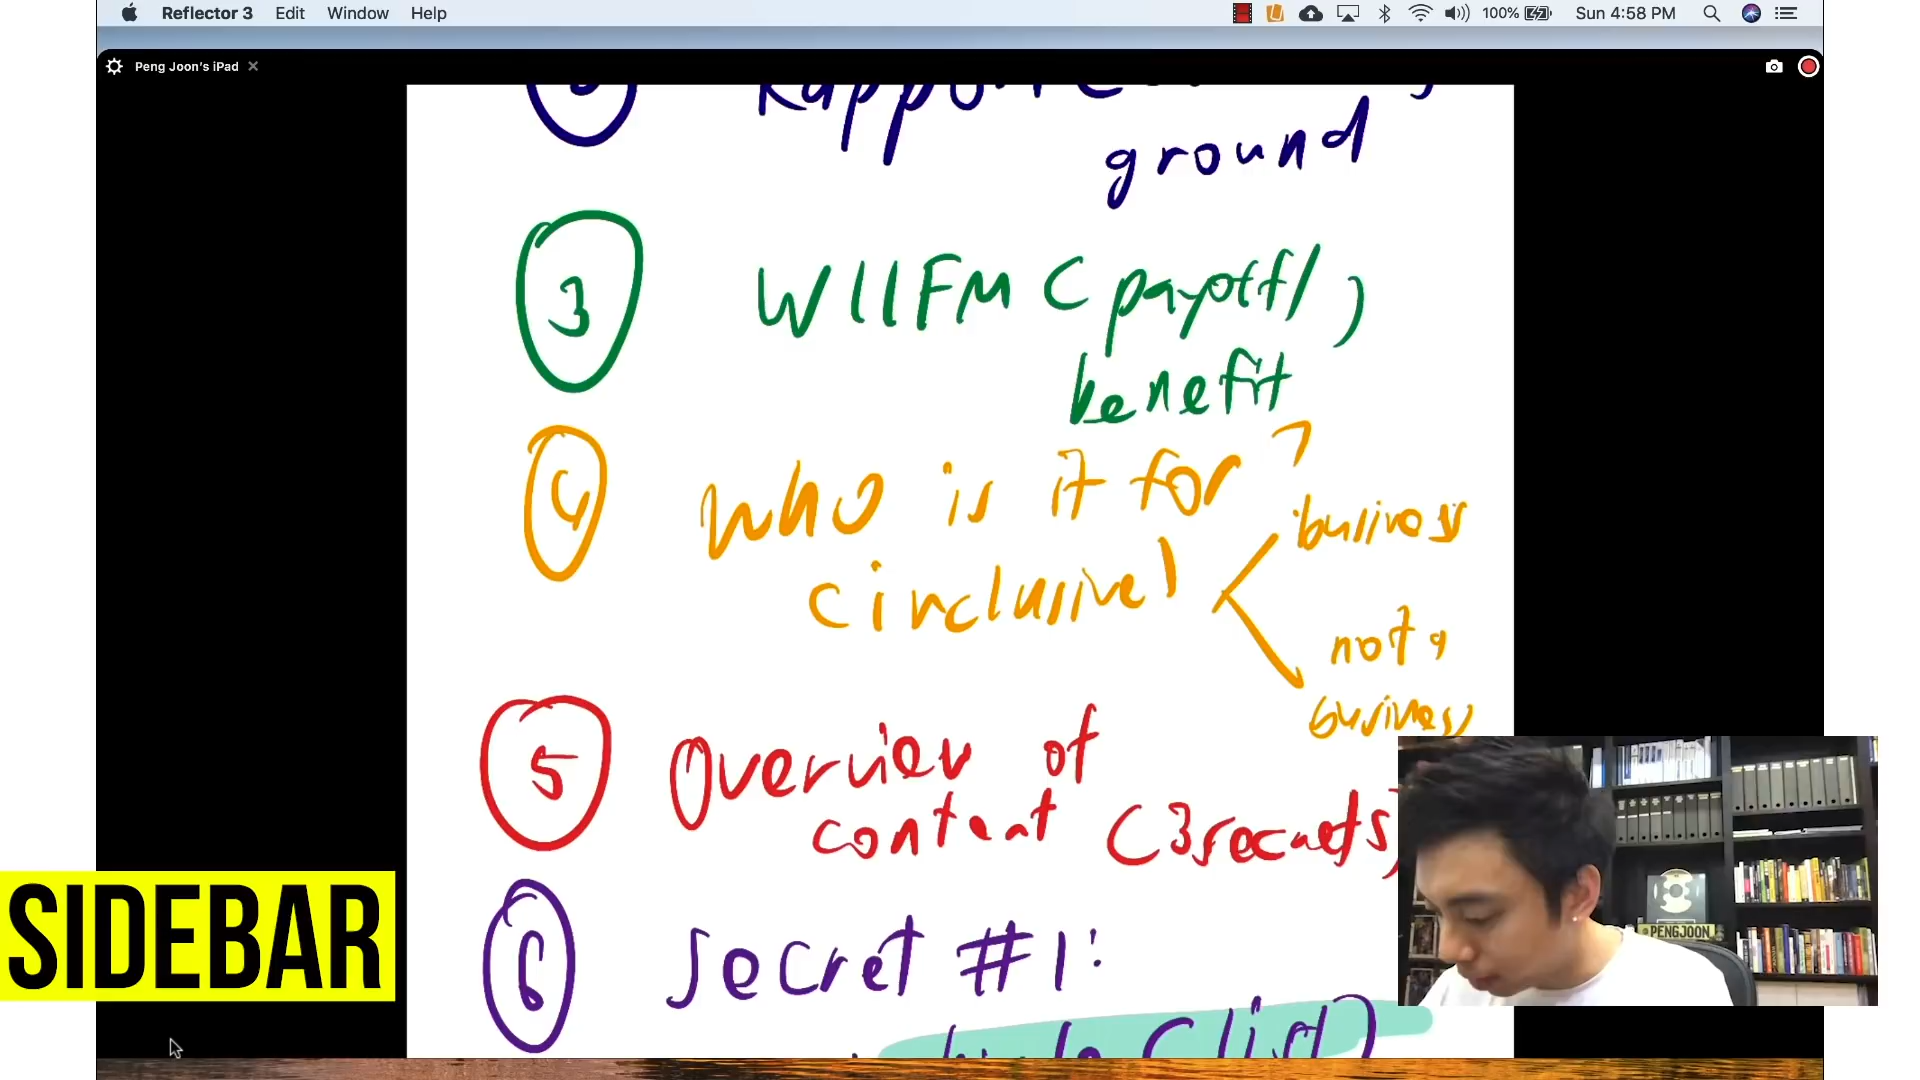 Reflector 3 Edit Window Help 100% Sun 4:58 PM
Peng Joon's iPad
ground
3 WIIFM (payoff/)
benefit
4 Who is it for?
(inclusive)
business
not a
business
5 Overview of
content (3 secrets)
6 Secret #1:
(list)
SIDEBAR
PENGJOON